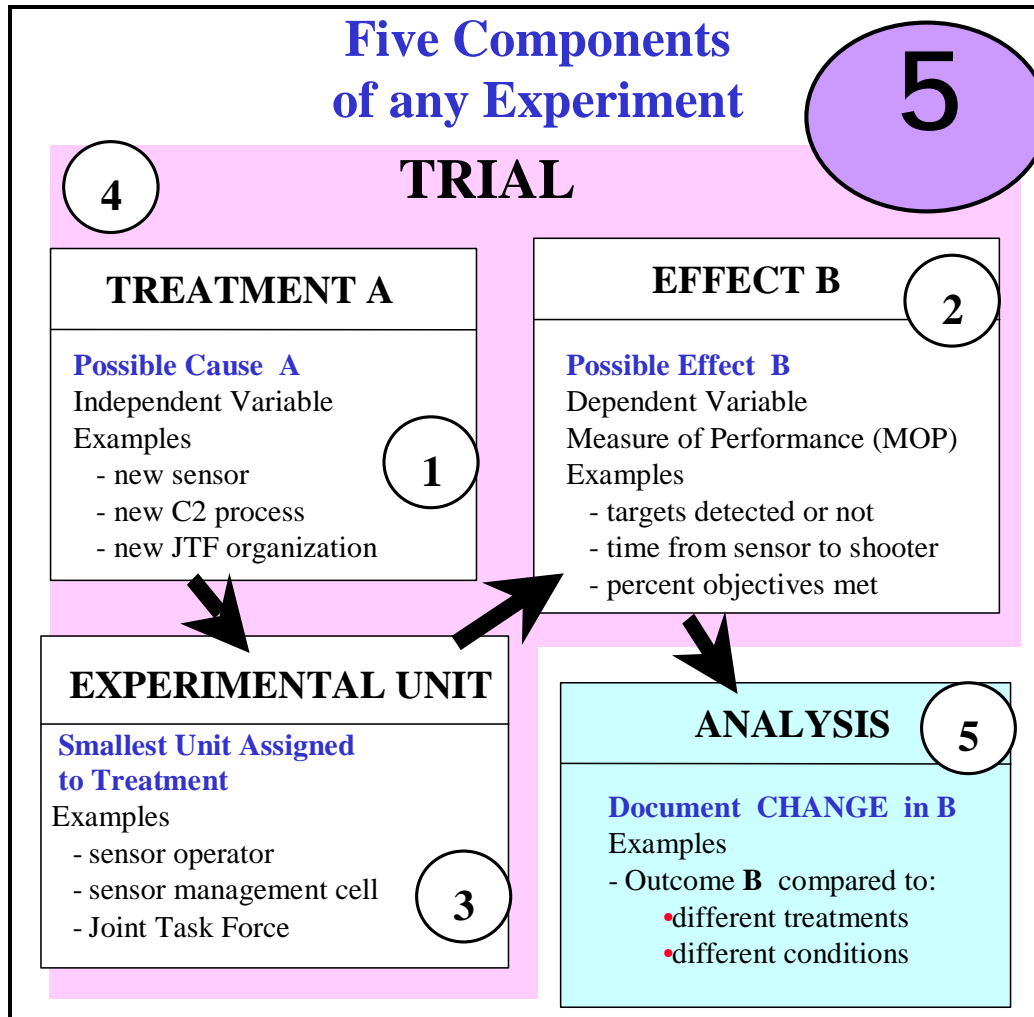 Five Components
of any Experiment
5
4
TRIAL
TREATMENT A
Possible Cause A
Independent Variable
Examples
- new sensor
- new C2 process
- new JTF organization
1
EFFECT B
2
Possible Effect B
Dependent Variable
Measure of Performance (MOP)
Examples
- targets detected or not
- time from sensor to shooter
- percent objectives met
EXPERIMENTAL UNIT
Smallest Unit Assigned
to Treatment
Examples
- sensor operator
- sensor management cell
- Joint Task Force
3
ANALYSIS
5
Document CHANGE in B
Examples
- Outcome B compared to:
•different treatments
•different conditions